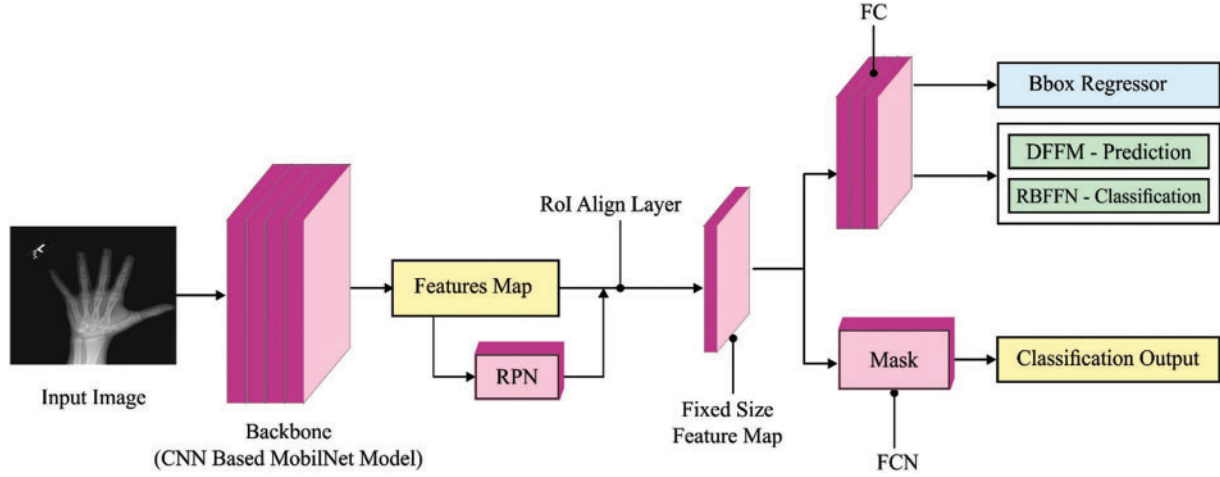 FC
Bbox Regressor
DFFM - Prediction
RBFFN - Classification
RoI Align Layer
Features Map
RPN
Input Image
Backbone
(CNN Based MobilNet Model)
Fixed Size
Feature Map
Mask
Classification Output
FCN